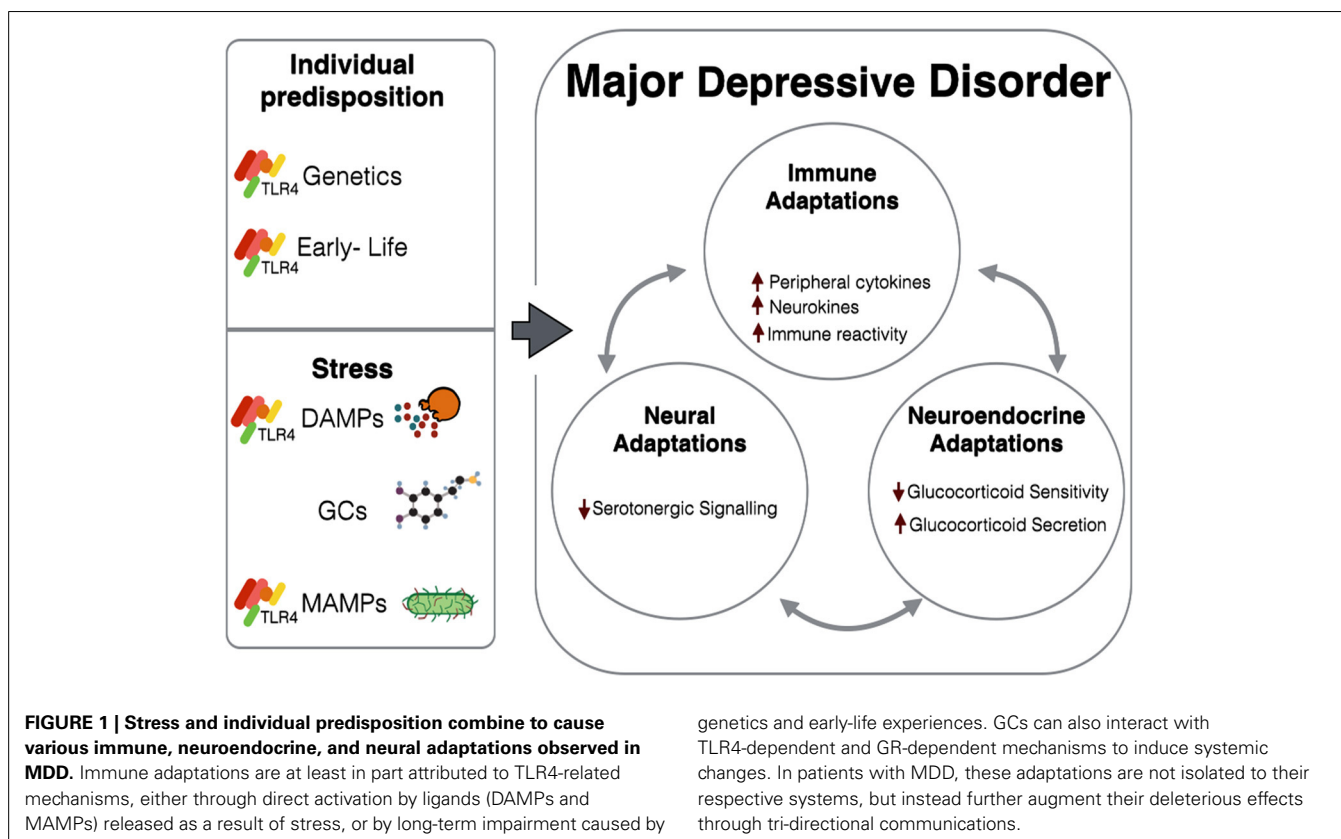 Individual
predisposition
TLR4 Genetics
TLR4 Early- Life
Stress
TLR4 DAMPs
GCs
TLR4 MAMPs
Major Depressive Disorder
Immune
Adaptations
Peripheral cytokines
Neurokines
Immune reactivity
Neural
Adaptations
Serotonergic Signalling
Neuroendocrine
Adaptations
Glucocorticoid Sensitivity
Glucocorticoid Secretion
FIGURE 1 | Stress and individual predisposition combine to cause
various immune, neuroendocrine, and neural adaptations observed in
MDD. Immune adaptations are at least in part attributed to TLR4-related
mechanisms, either through direct activation by ligands (DAMPs and
MAMPs) released as a result of stress, or by long-term impairment caused by
genetics and early-life experiences. GCs can also interact with
TLR4-dependent and GR-dependent mechanisms to induce systemic
changes. In patients with MDD, these adaptations are not isolated to their
respective systems, but instead further augment their deleterious effects
through tri-directional communications.